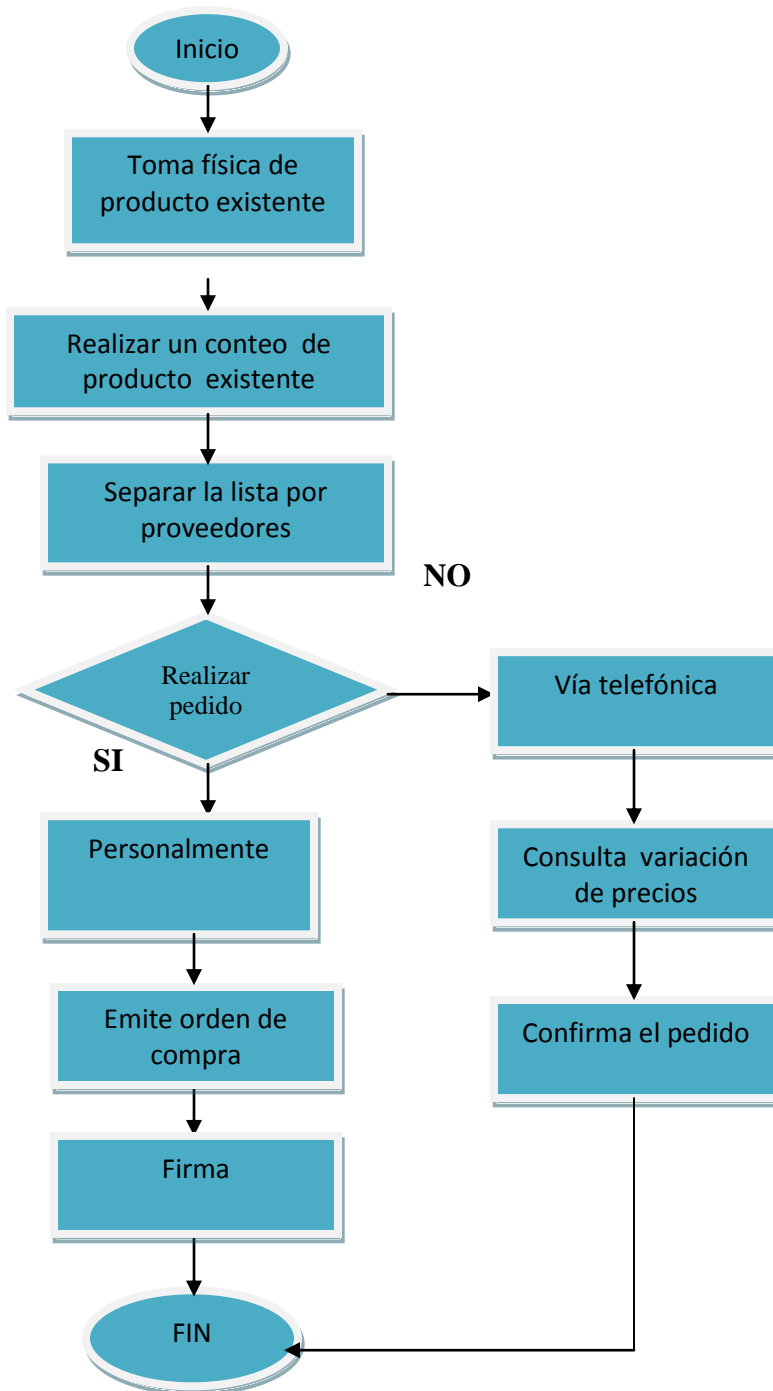 Inicio
Toma física de
producto existente
Realizar un conteo de
producto existente
Separar la lista por
proveedores
NO
Realizar
pedido
Vía telefónica
SI
Personalmente
Consulta variación
de precios
Emite orden de
compra
Confirma el pedido
Firma
FIN